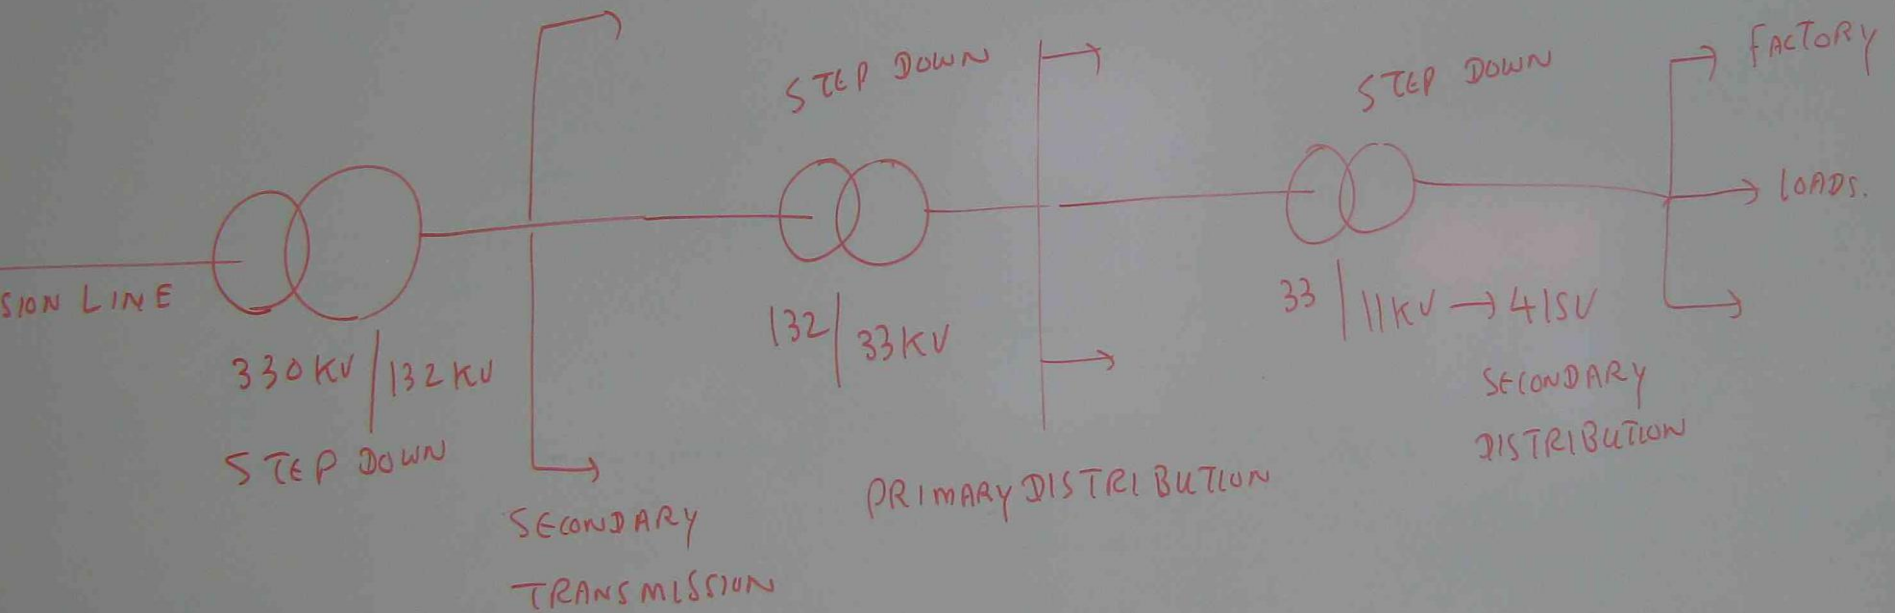 SION LINE
330KV/132KV
STEP DOWN
SECONDARY
TRANSMISSION
STEP DOWN
132/33KV
PRIMARY DISTRIBUTION
STEP DOWN
33/11KV → 415V
SECONDARY
DISTRIBUTION
FACTORY
LOADS.